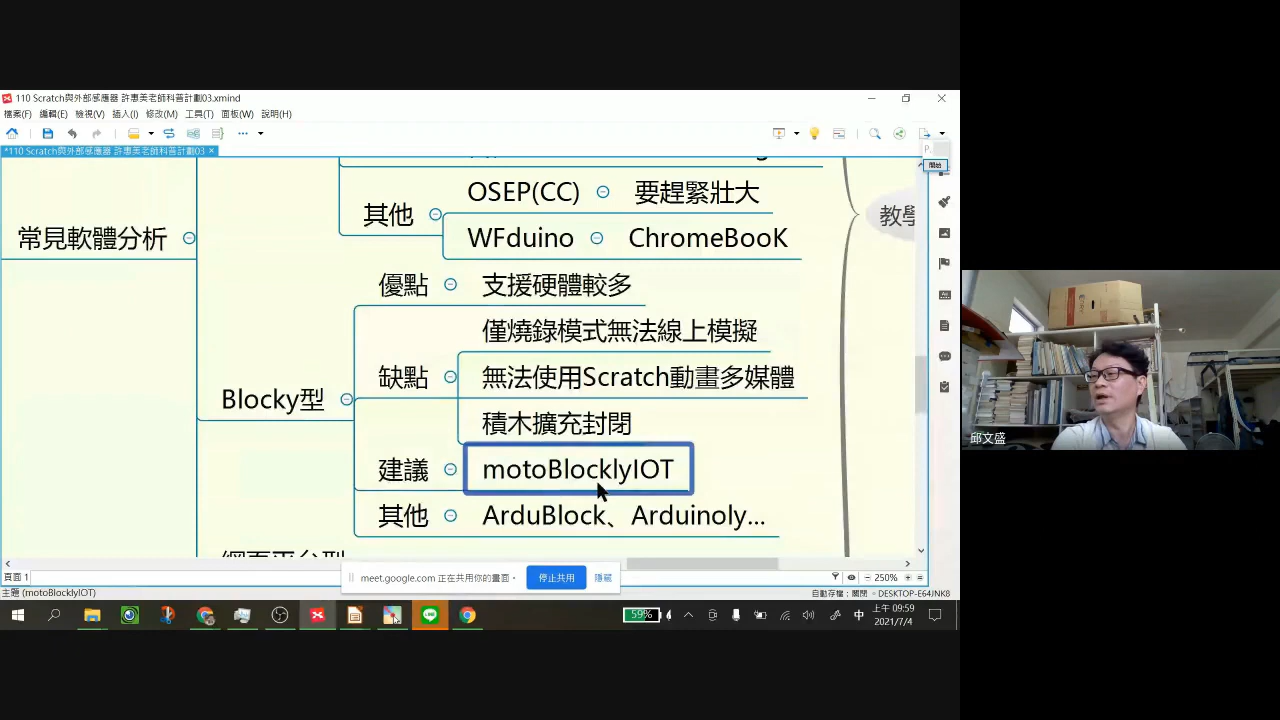 110 Scratch與外部感應器 許惠美老師科普計劃03.xmind
檔案(F) 編輯(E) 檢視(V) 插入(I) 修改(M) 工具(T) 面板(W) 說明(H)
*110 Scratch與外部感應器 許惠美老師科普計劃03
P.
開始
其他
OSEP(CC)
要趕緊壯大
WFduino
ChromeBooK
教學
常見軟體分析
優點
支援硬體較多
僅燒錄模式無法線上模擬
缺點
無法使用Scratch動畫多媒體
Blocky型
積木擴充封閉
建議
motoBlocklyIOT
其他
ArduBlock、Arduinoly...
網頁平台型
頁面 1
meet.google.com 正在共用你的畫面。
停止共用
隱藏
250%
主題 (motoBlocklyIOT)
自動存檔：關閉
DESKTOP-E64JNK8
59%
中
上午 09:59
2021/7/4
邱文盛